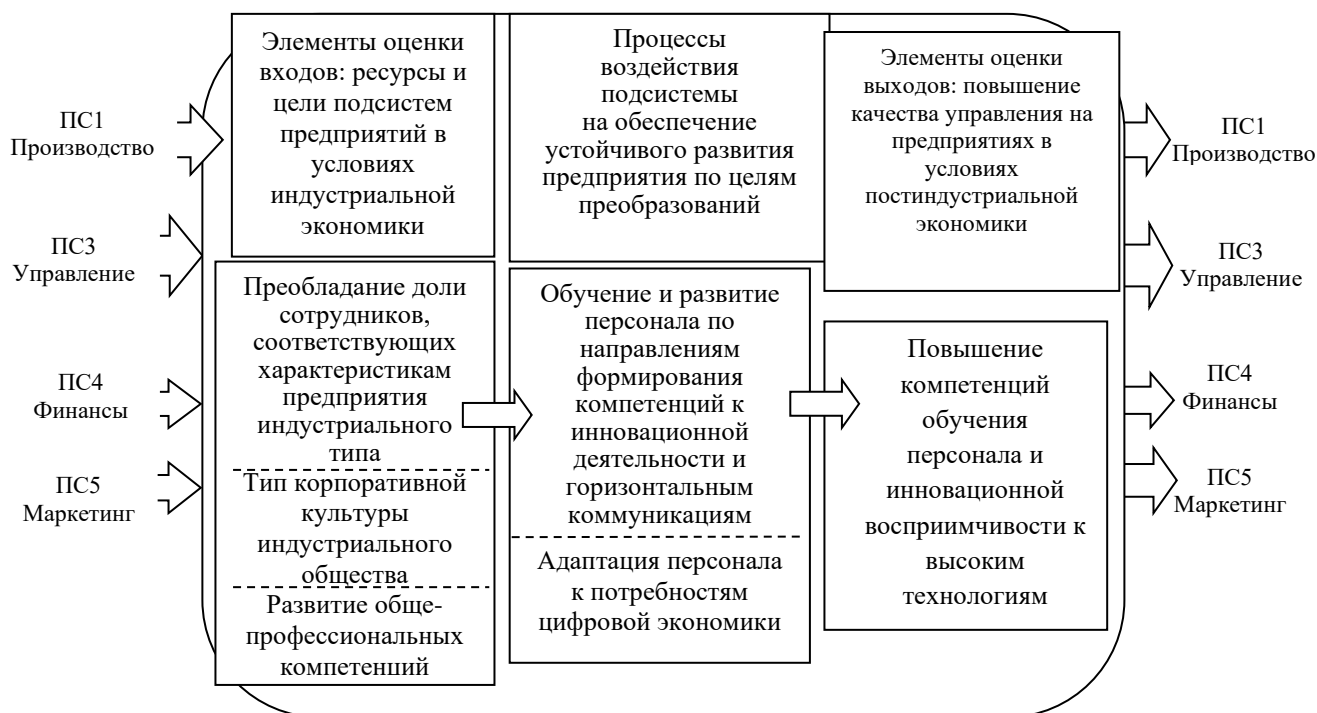 ПС1
Производство
ПС3
Управление
ПС4
Финансы
ПС5
Маркетинг
Элементы оценки
входов: ресурсы и
цели подсистем
предприятий в
условиях
индустриальной
экономики
Преобладание доли
сотрудников,
соответствующих
характеристикам
предприятия
индустриального
типа
Тип корпоративной
культуры
индустриального
общества
Развитие обще-
профессиональных
компетенций
Процессы
воздействия
подсистемы
на обеспечение
устойчивого развития
предприятия по целям
преобразований
Обучение и развитие
персонала по
направлениям
формирования
компетенций к
инновационной
деятельности и
горизонтальным
коммуникациям
Адаптация персонала
к потребностям
цифровой экономики
Элементы оценки
выходов: повышение
качества управления на
предприятиях в
условиях
постиндустриальной
экономики
Повышение
компетенций
обучения
персонала и
инновационной
восприимчивости к
высоким
технологиям
ПС1
Производство
ПС3
Управление
ПС4
Финансы
ПС5
Маркетинг